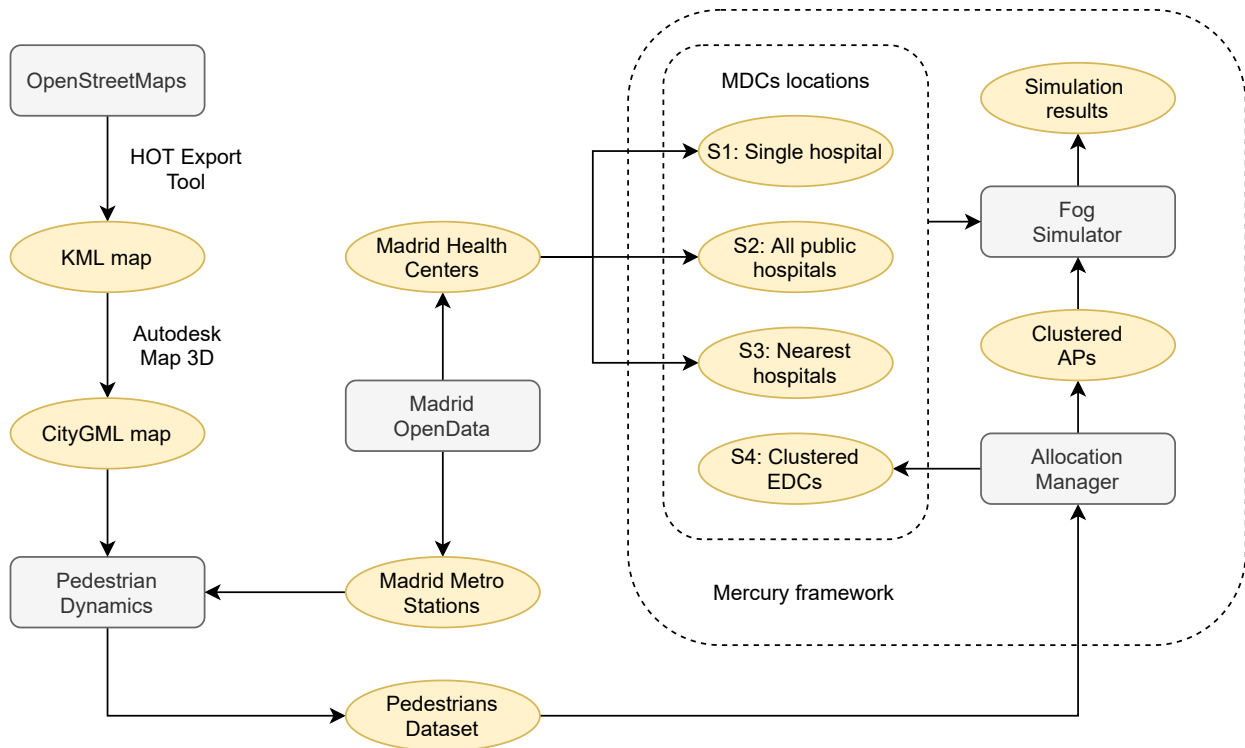 OpenStreetMaps
HOT Export
Tool
KML map
Autodesk
Map 3D
CityGML map
Pedestrian
Dynamics
Madrid Health
Centers
Madrid
OpenData
Madrid Metro
Stations
Pedestrians
Dataset
MDCs locations
S1: Single hospital
S2: All public
hospitals
S3: Nearest
hospitals
S4: Clustered
EDCs
Simulation
results
Fog
Simulator
Clustered
APs
Allocation
Manager
Mercury framework